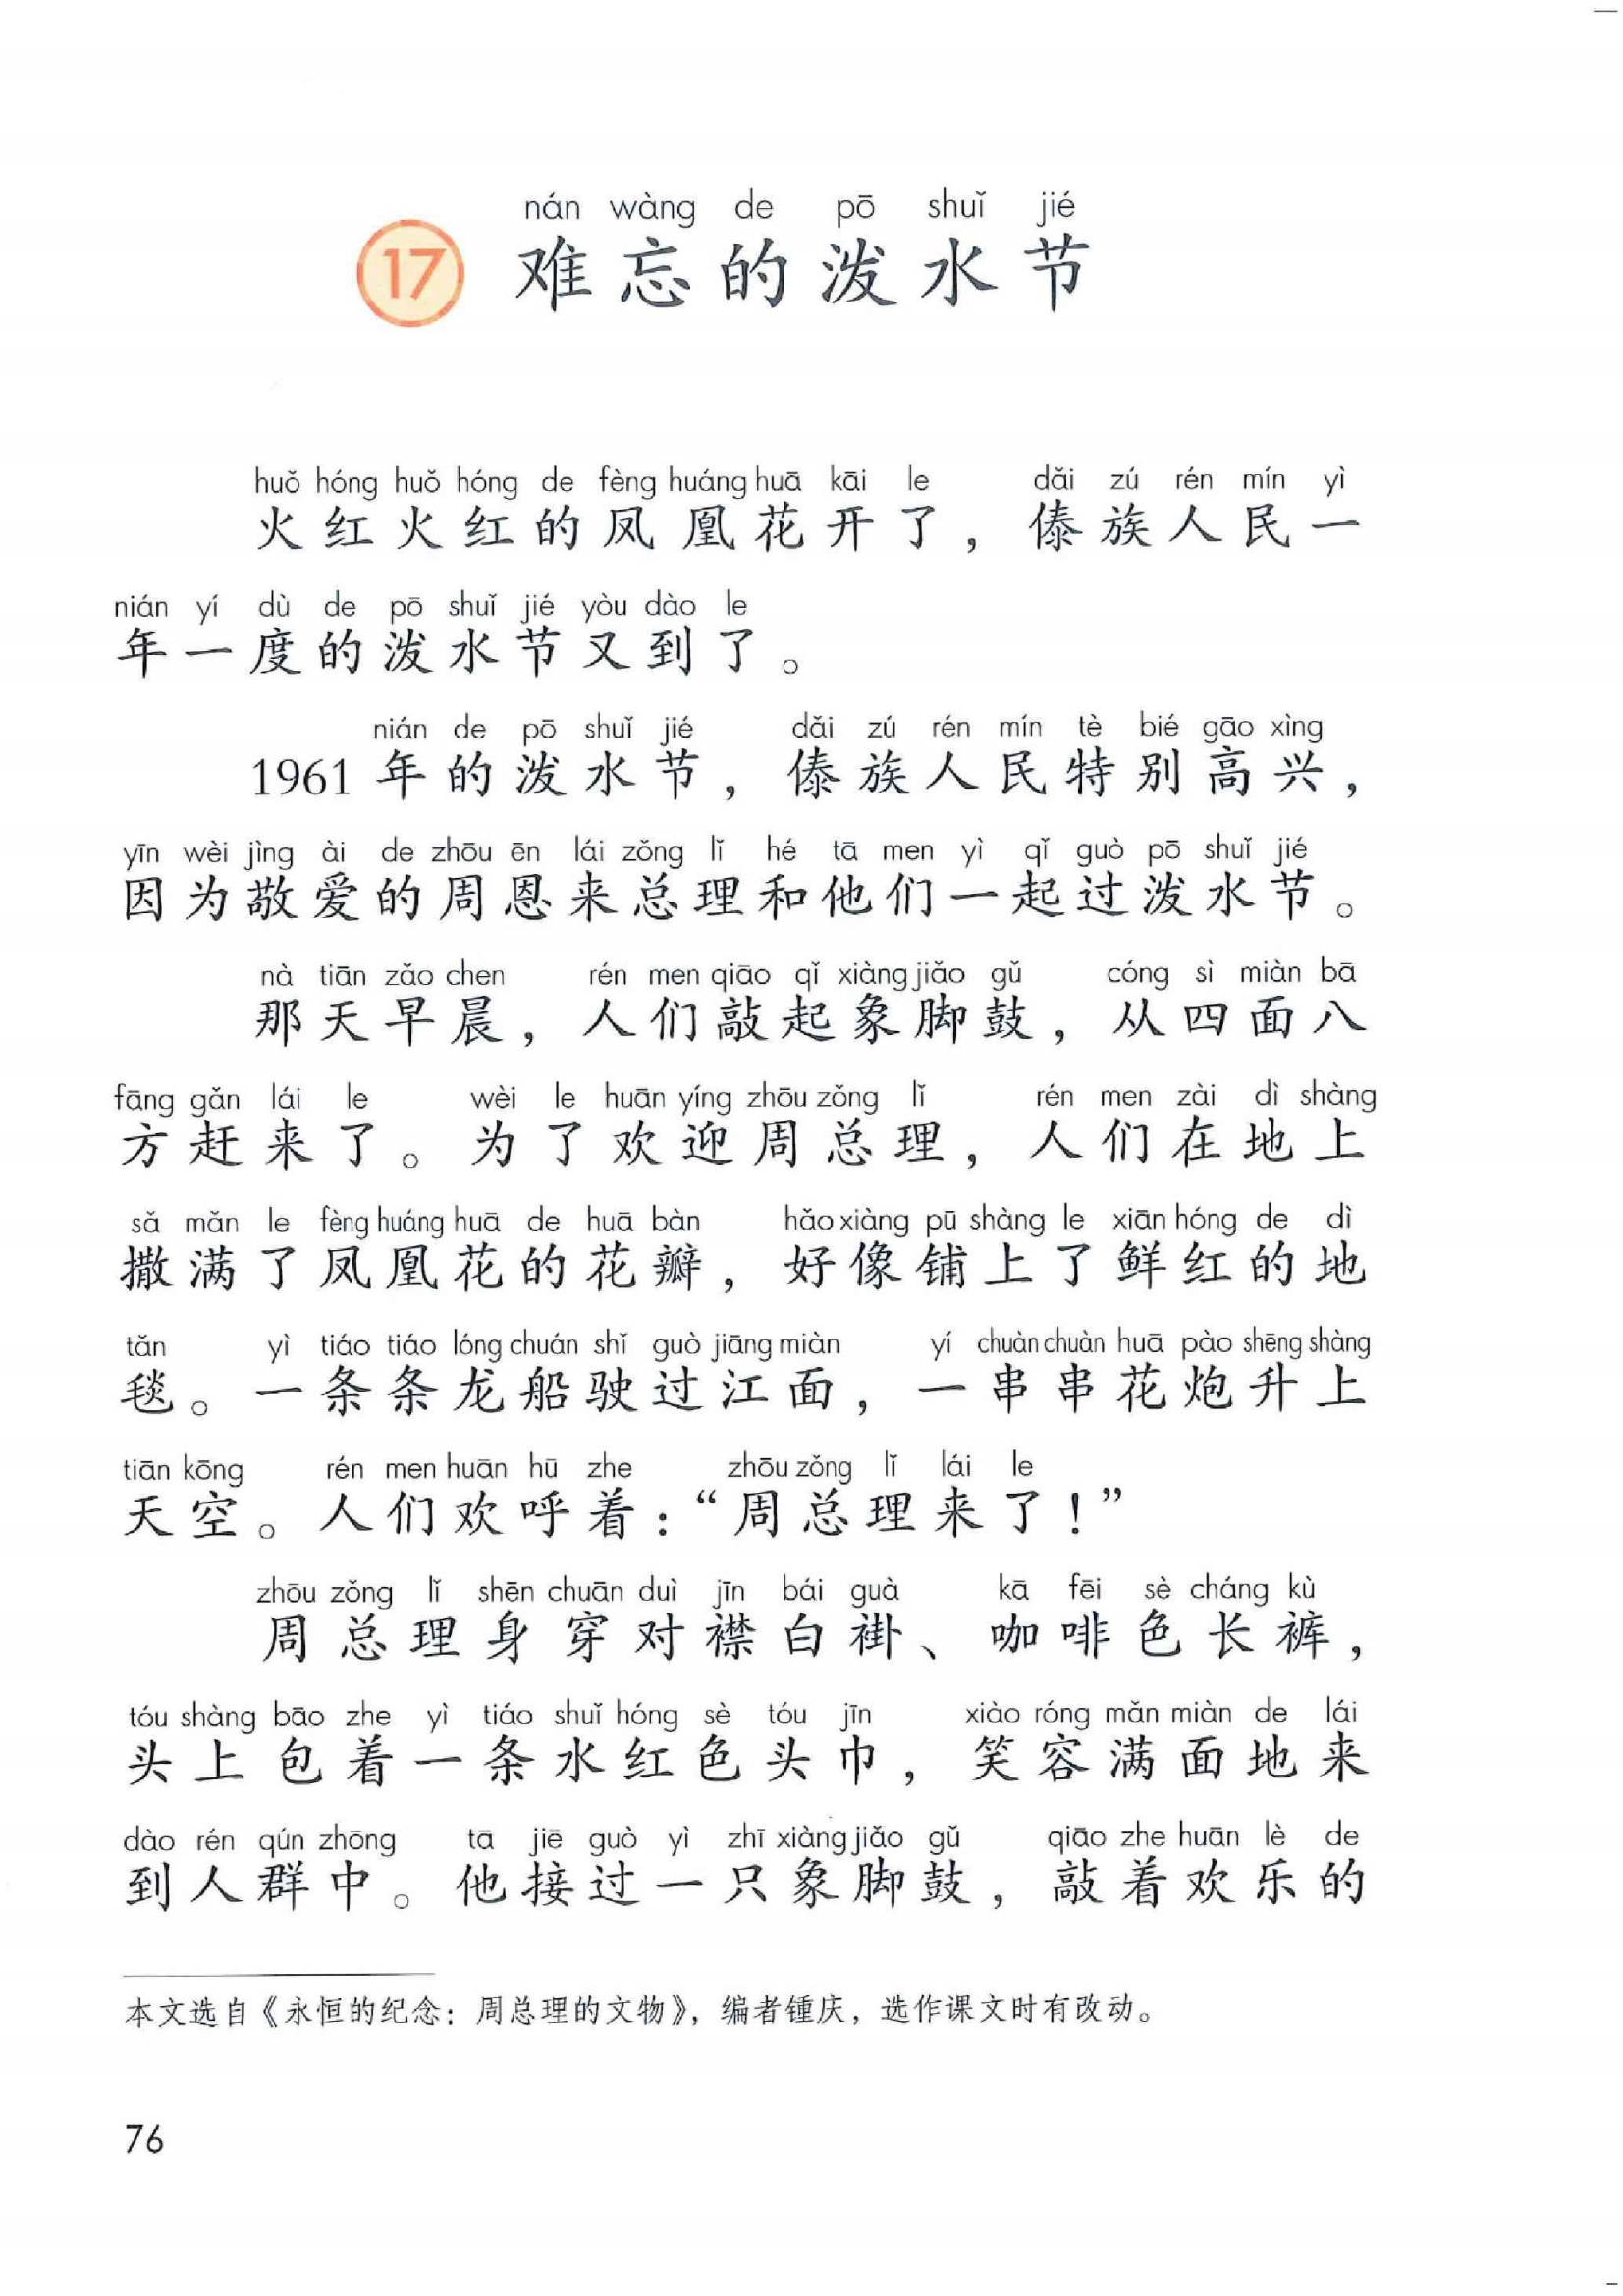 nán wàng de pō shuǐ jié
17 难忘的泼水节
huǒ hóng huǒ hóng de fèng huáng huā kāi le dǎi zú rén mín yì
火红火红的凤凰花开了，傣族人民一
nián yí dù de pō shuǐ jié yòu dào le
年一度的泼水节又到了。
nián de pō shuǐ jié dǎi zú rén mín tè bié gāo xìng
1961年的泼水节，傣族人民特别高兴，
yīn wèi jìng ài de zhōu ēn lái zǒng lǐ hé tā men yì qǐ guò pō shuǐ jié
因为敬爱的周恩来总理和他们一起过泼水节。
nà tiān zǎo chen rén men qiāo qǐ xiàng jiǎo gǔ cóng sì miàn bā
那天早晨，人们敲起象脚鼓，从四面八
fāng gǎn lái le wèi le huān yíng zhōu zǒng lǐ rén men zài dì shàng
方赶来了。为了欢迎周总理，人们在地上
sǎ mǎn le fèng huáng huā de huā bàn hǎo xiàng pū shàng le xiān hóng de dì
撒满了凤凰花的花瓣，好像铺上了鲜红的地
tǎn yì tiáo tiáo lóng chuán shǐ guò jiāng miàn yí chuàn chuàn huā pào shēng shàng
毯。一条条龙船驶过江面，一串串花炮升上
tiān kōng rén men huān hū zhe zhōu zǒng lǐ lái le
天空。人们欢呼着：“周总理来了！”
zhōu zǒng lǐ shēn chuān duì jīn bái guà kā fēi sè cháng kù
周总理身穿对襟白褂、咖啡色长裤，
tóu shàng bāo zhe yì tiáo shuǐ hóng sè tóu jīn xiào róng mǎn miàn de lái
头上包着一条水红色头巾，笑容满面地来
dào rén qún zhōng tā jiē guò yì zhī xiàng jiǎo gǔ qiāo zhe huān lè de
到人群中。他接过一只象脚鼓，敲着欢乐的
本文选自《永恒的纪念：周总理的文物》，编者锺庆，选作课文时有改动。
76